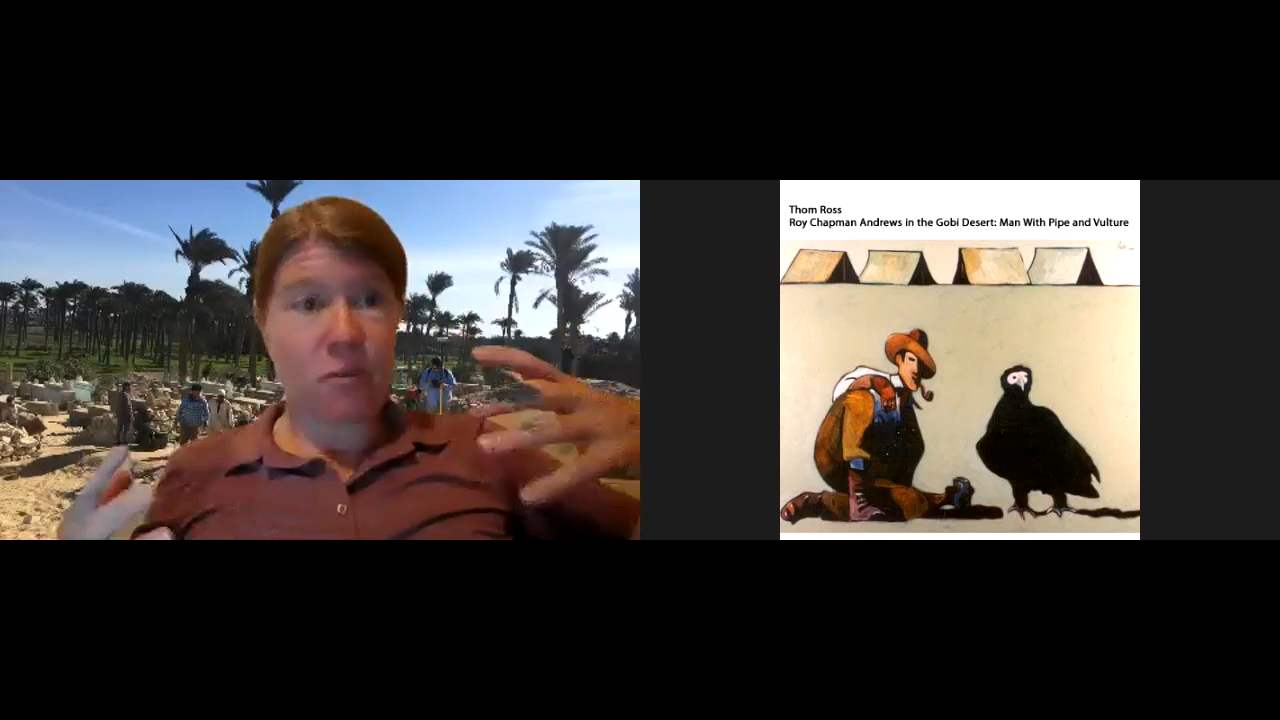 Thom Ross
Roy Chapman Andrews in the Gobi Desert: Man With Pipe and Vulture